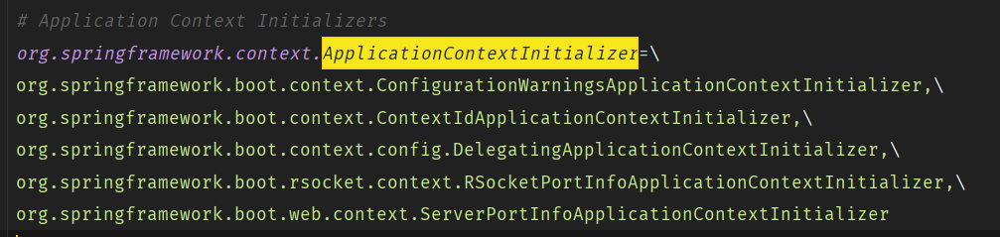 # Application Context Initializers
org.springframework.context.ApplicationContextInitializer=\
org.springframework.boot.context.ConfigurationWarningsApplicationContextInitializer,\
org.springframework.boot.context.ContextIdApplicationContextInitializer,\
org.springframework.boot.context.config.DelegatingApplicationContextInitializer,\
org.springframework.boot.rsocket.context.RSocketPortInfoApplicationContextInitializer,\
org.springframework.boot.web.context.ServerPortInfoApplicationContextInitializer